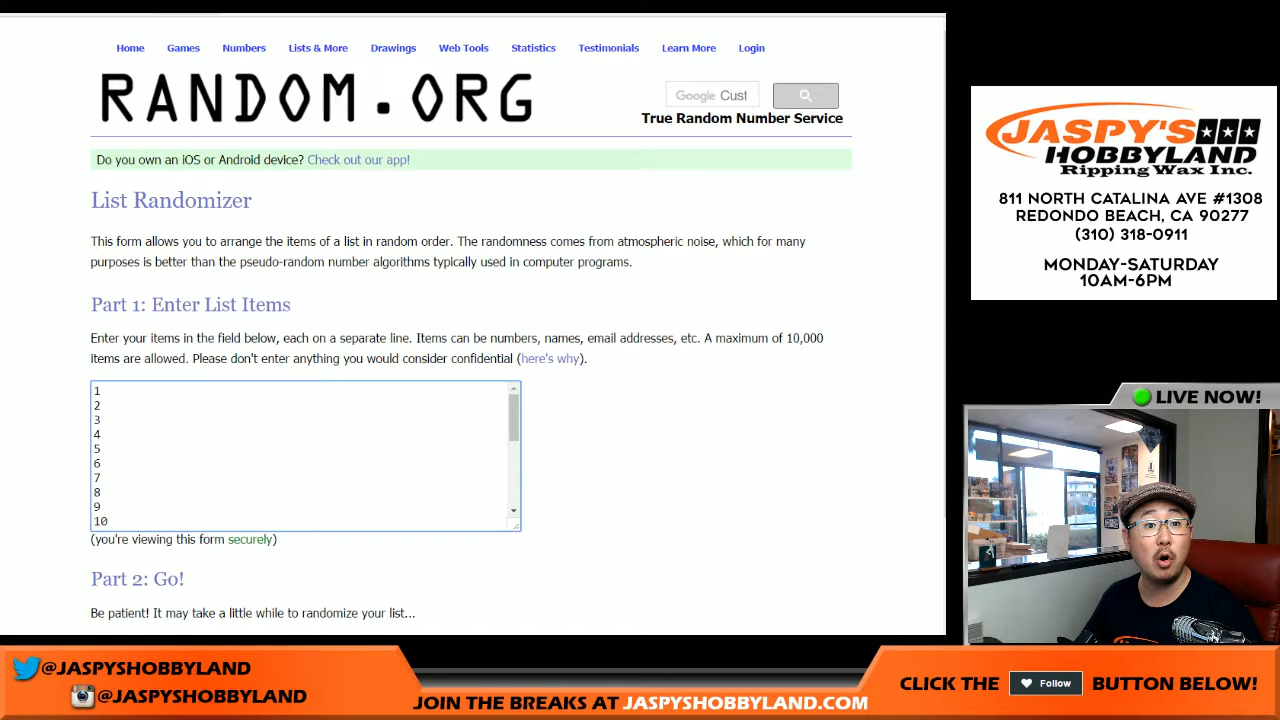 Home Games Numbers Lists & More Drawings Web Tools Statistics Testimonials Learn More Login
RANDOM.ORG
Google Cust
True Random Number Service
Do you own an iOS or Android device? Check out our app!
List Randomizer
This form allows you to arrange the items of a list in random order. The randomness comes from atmospheric noise, which for many
purposes is better than the pseudo-random number algorithms typically used in computer programs.
Part 1: Enter List Items
Enter your items in the field below, each on a separate line. Items can be numbers, names, email addresses, etc. A maximum of 10,000
items are allowed. Please don't enter anything you would consider confidential (here's why).
1
2
3
4
5
6
7
8
9
10
(you're viewing this form securely)
Part 2: Go!
Be patient! It may take a little while to randomize your list...
JASPY'S
HOBBYLAND
Ripping Wax Inc.
811 NORTH CATALINA AVE #1308
REDONDO BEACH, CA 90277
(310) 318-0911
MONDAY-SATURDAY
10AM-6PM
LIVE NOW!
@JASPYSHOBBYLAND
@JASPYSHOBBYLAND
JOIN THE BREAKS AT JASPYSHOBBYLAND.COM
CLICK THE Follow BUTTON BELOW!